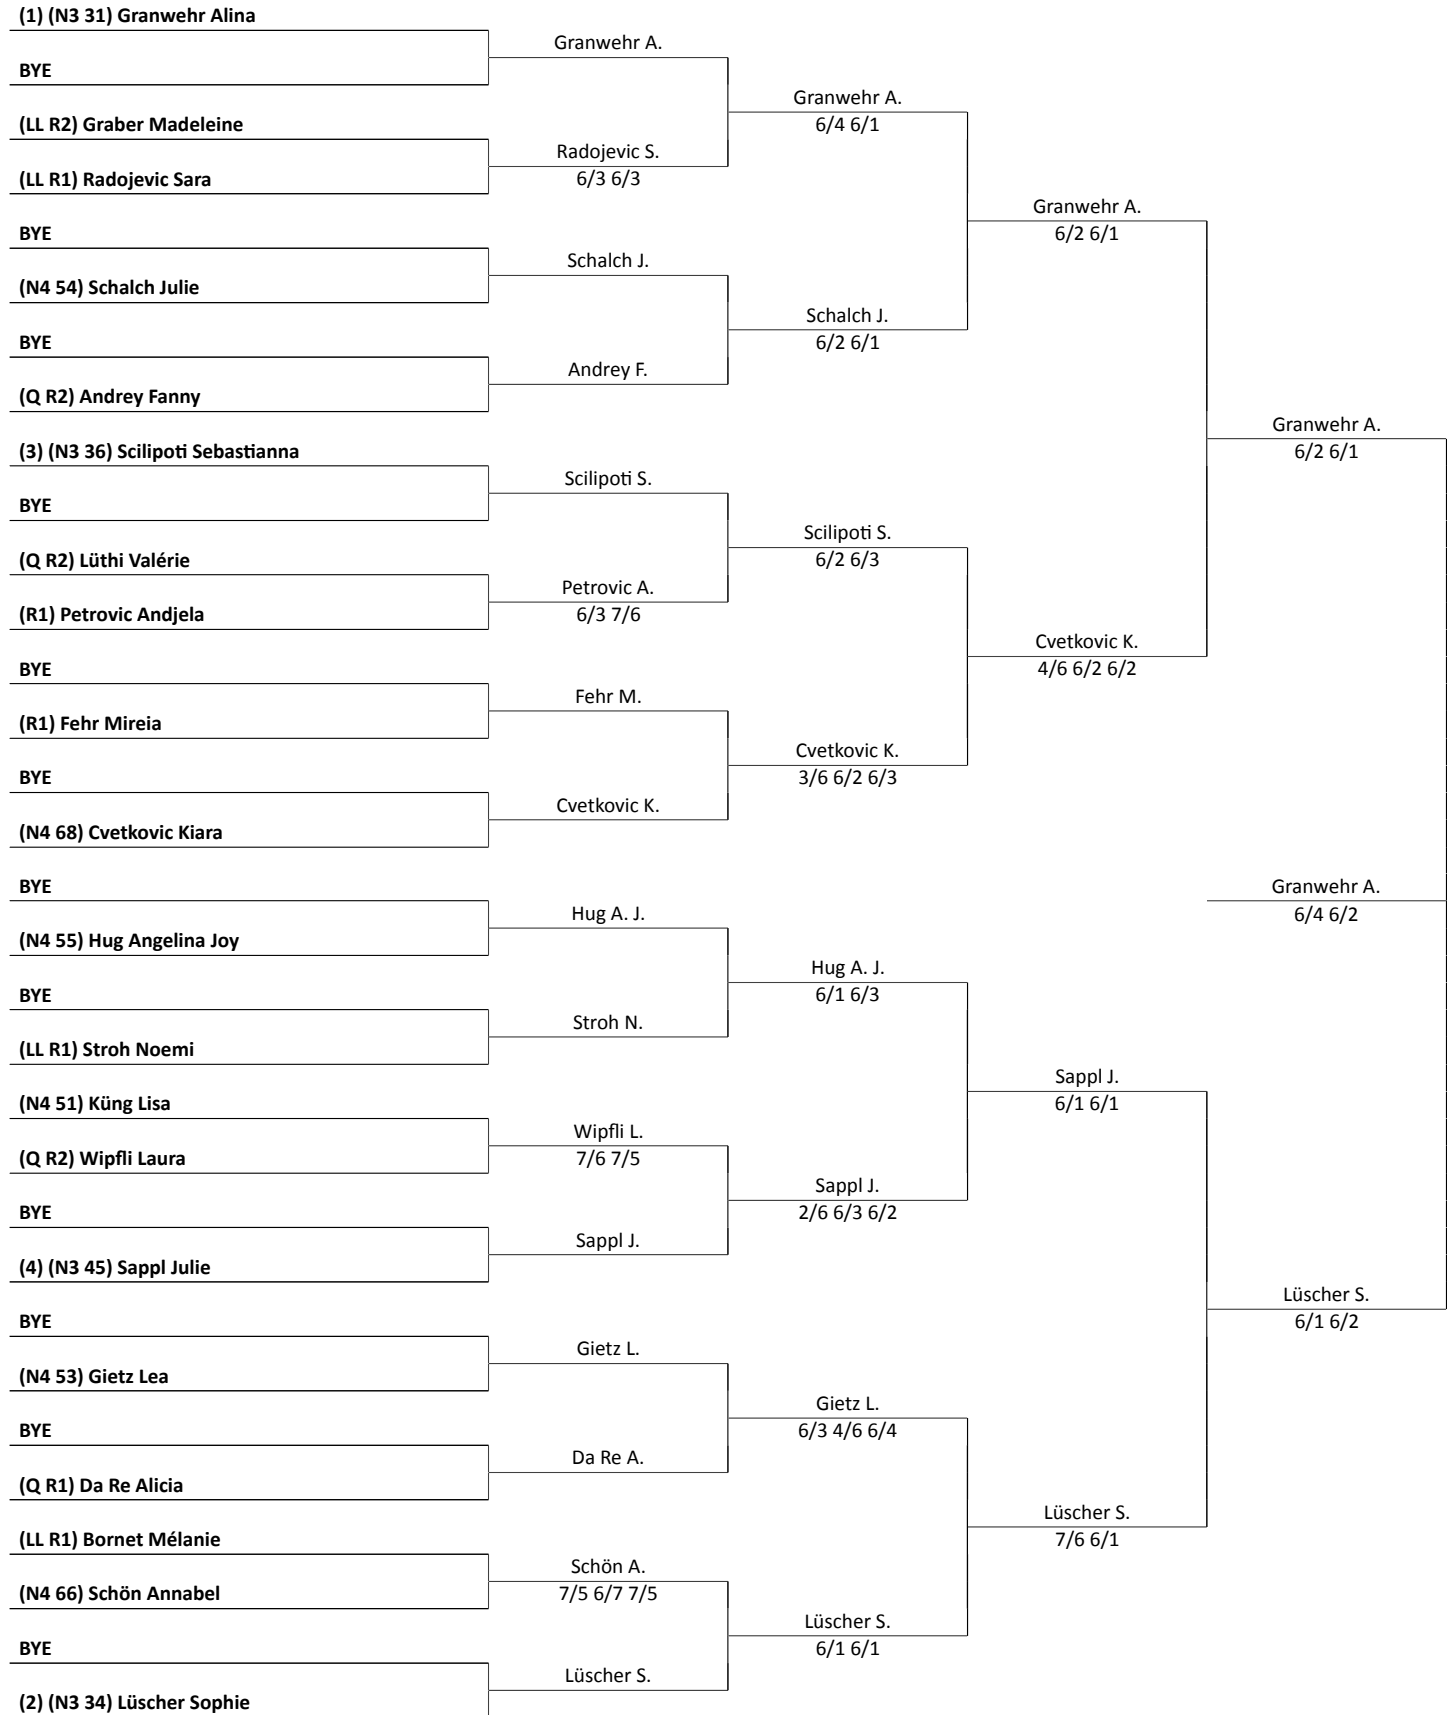 (1) (N3 31) Granwehr Alina
BYE
(LL R2) Graber Madeleine
(LL R1) Radojevic Sara
BYE
(N4 54) Schalch Julie
BYE
(Q R2) Andrey Fanny
(3) (N3 36) Scilipoti Sebastianna
BYE
(Q R2) Lüthi Valérie
(R1) Petrovic Andjela
BYE
(R1) Fehr Mireia
BYE
(N4 68) Cvetkovic Kiara
BYE
(N4 55) Hug Angelina Joy
BYE
(LL R1) Stroh Noemi
(N4 51) Küng Lisa
(Q R2) Wipfli Laura
BYE
(4) (N3 45) Sappl Julie
BYE
(N4 53) Gietz Lea
BYE
(Q R1) Da Re Alicia
(LL R1) Bornet Mélanie
(N4 66) Schön Annabel
BYE
(2) (N3 34) Lüscher Sophie
Granwehr A.
Radojevic S.
6/3 6/3
Schalch J.
Andrey F.
Scilipoti S.
Petrovic A.
6/3 7/6
Fehr M.
Cvetkovic K.
Hug A. J.
Stroh N.
Wipfli L.
7/6 7/5
Sappl J.
Gietz L.
Da Re A.
Schön A.
7/5 6/7 7/5
Lüscher S.
Granwehr A.
6/4 6/1
Schalch J.
6/2 6/1
Scilipoti S.
6/2 6/3
Cvetkovic K.
3/6 6/2 6/3
Hug A. J.
6/1 6/3
Sappl J.
2/6 6/3 6/2
Gietz L.
6/3 4/6 6/4
Lüscher S.
6/1 6/1
Granwehr A.
6/2 6/1
Cvetkovic K.
4/6 6/2 6/2
Sappl J.
6/1 6/1
Lüscher S.
7/6 6/1
Granwehr A.
6/2 6/1
Granwehr A.
6/4 6/2
Lüscher S.
6/1 6/2